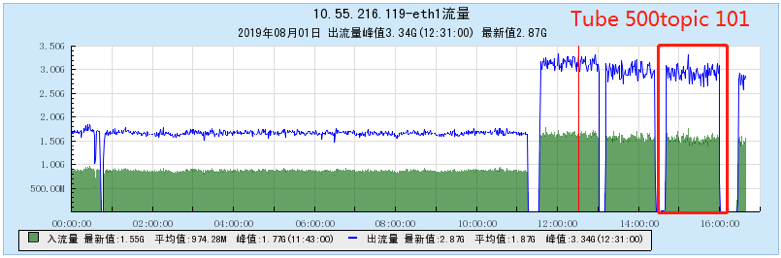 10.55.216.119-eth1流量
Tube 500topic 101
2019年08月01日 出流量峰值3.34G(12:31:00) 最新值2.87G
3.50G
3.00G
2.50G
2.00G
1.50G
1.00G
500.00M
00:00:00 02:00:00 04:00:00 06:00:00 08:00:00 10:00:00 12:00:00 14:00:00 16:00:00
入流量 最新值:1.55G 平均值:974.28M 峰值:1.77G(11:43:00) 出流量 最新值:2.87G 平均值:1.87G 峰值:3.34G(12:31:00)